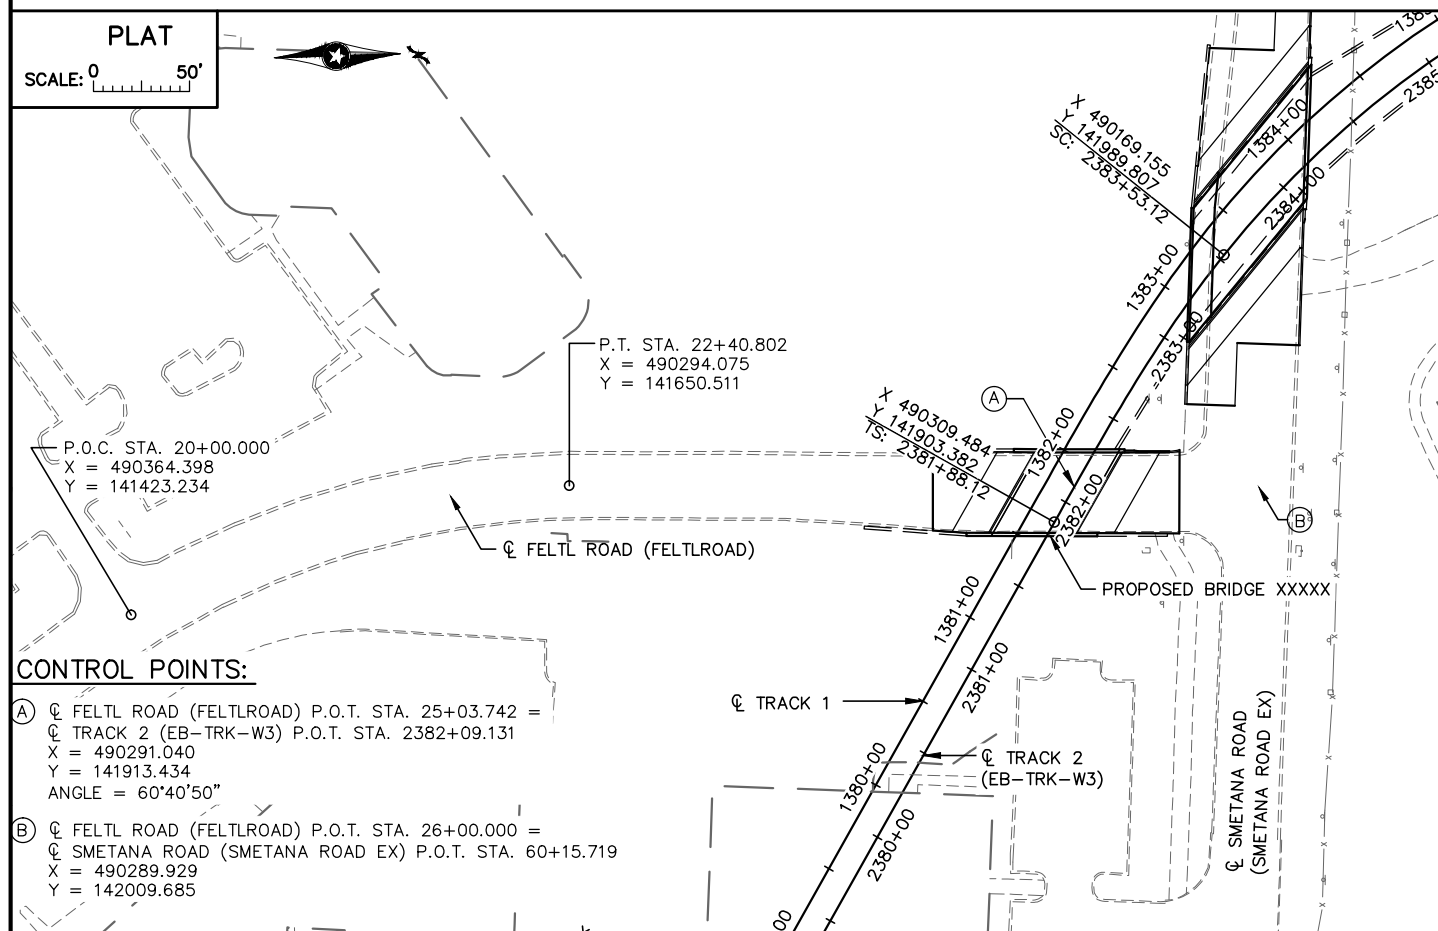 PLAT
SCALE: 0 50'
X 490169.155
Y 141989.807
SC: 2383+53.12
1384+00
2384+00
1383+00
2383+00
P.T. STA. 22+40.802
X = 490294.075
Y = 141650.511
X 490309.484
Y 141903.382
TS: 2381+88.12
A
1382+00
2382+00
P.O.C. STA. 20+00.000
X = 490364.398
Y = 141423.234
B
℄ FELTL ROAD (FELTLROAD)
PROPOSED BRIDGE XXXXX
1381+00
2381+00
CONTROL POINTS:
A ℄ FELTL ROAD (FELTLROAD) P.O.T. STA. 25+03.742 =
℄ TRACK 2 (EB-TRK-W3) P.O.T. STA. 2382+09.131
X = 490291.040
Y = 141913.434
ANGLE = 60°40'50"
℄ TRACK 1
℄ TRACK 2
(EB-TRK-W3)
℄ SMETANA ROAD
(SMETANA ROAD EX)
1380+00
2380+00
B ℄ FELTL ROAD (FELTLROAD) P.O.T. STA. 26+00.000 =
℄ SMETANA ROAD (SMETANA ROAD EX) P.O.T. STA. 60+15.719
X = 490289.929
Y = 142009.685